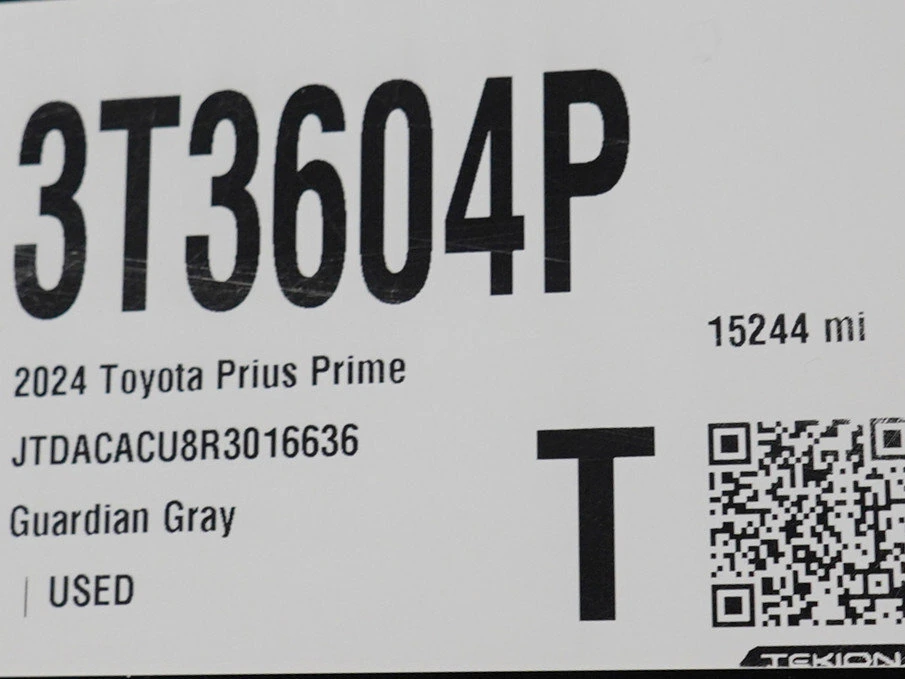 3T3604P
15244 mi
2024 Toyota Prius Prime
JTDACACU8R3016636
Guardian Gray
T
| USED
TEKION